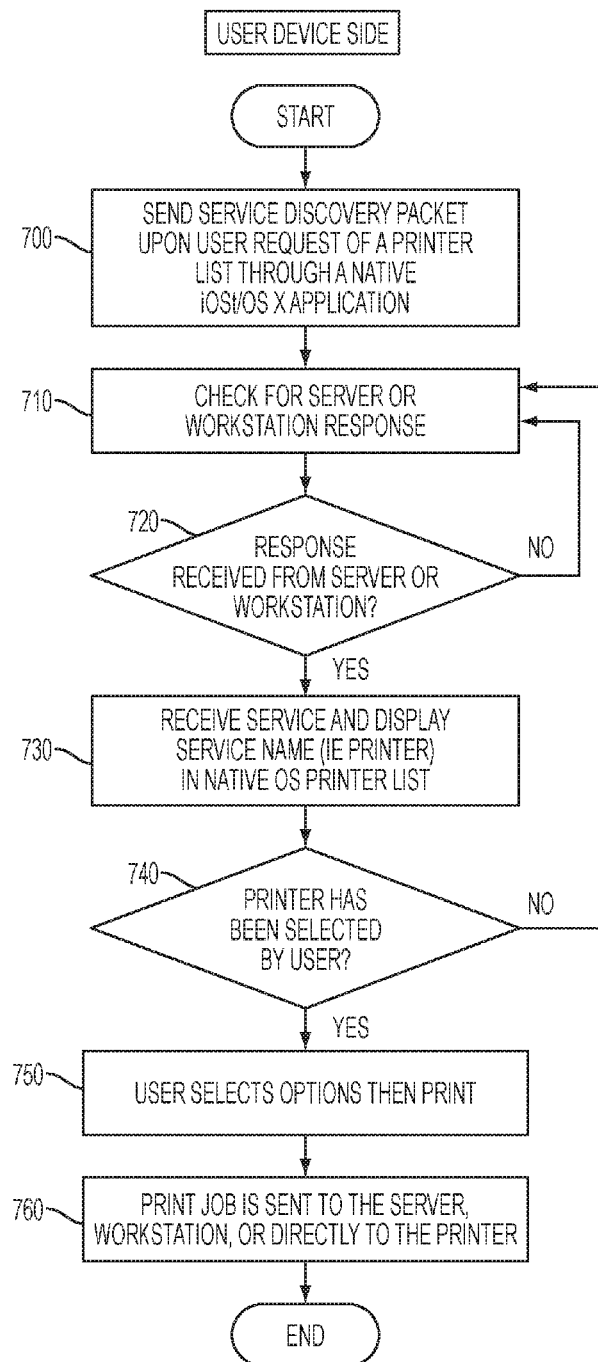 USER DEVICE SIDE
START
700
SEND SERVICE DISCOVERY PACKET
UPON USER REQUEST OF A PRINTER
LIST THROUGH A NATIVE
iOSt/OS X APPLICATION
710
CHECK FOR SERVER OR
WORKSTATION RESPONSE
720
RESPONSE
RECEIVED FROM SERVER OR
WORKSTATION?
NO
YES
730
RECEIVE SERVICE AND DISPLAY
SERVICE NAME (IE PRINTER)
IN NATIVE OS PRINTER LIST
740
PRINTER HAS
BEEN SELECTED
BY USER?
NO
YES
750
USER SELECTS OPTIONS THEN PRINT
760
PRINT JOB IS SENT TO THE SERVER,
WORKSTATION, OR DIRECTLY TO THE PRINTER
END